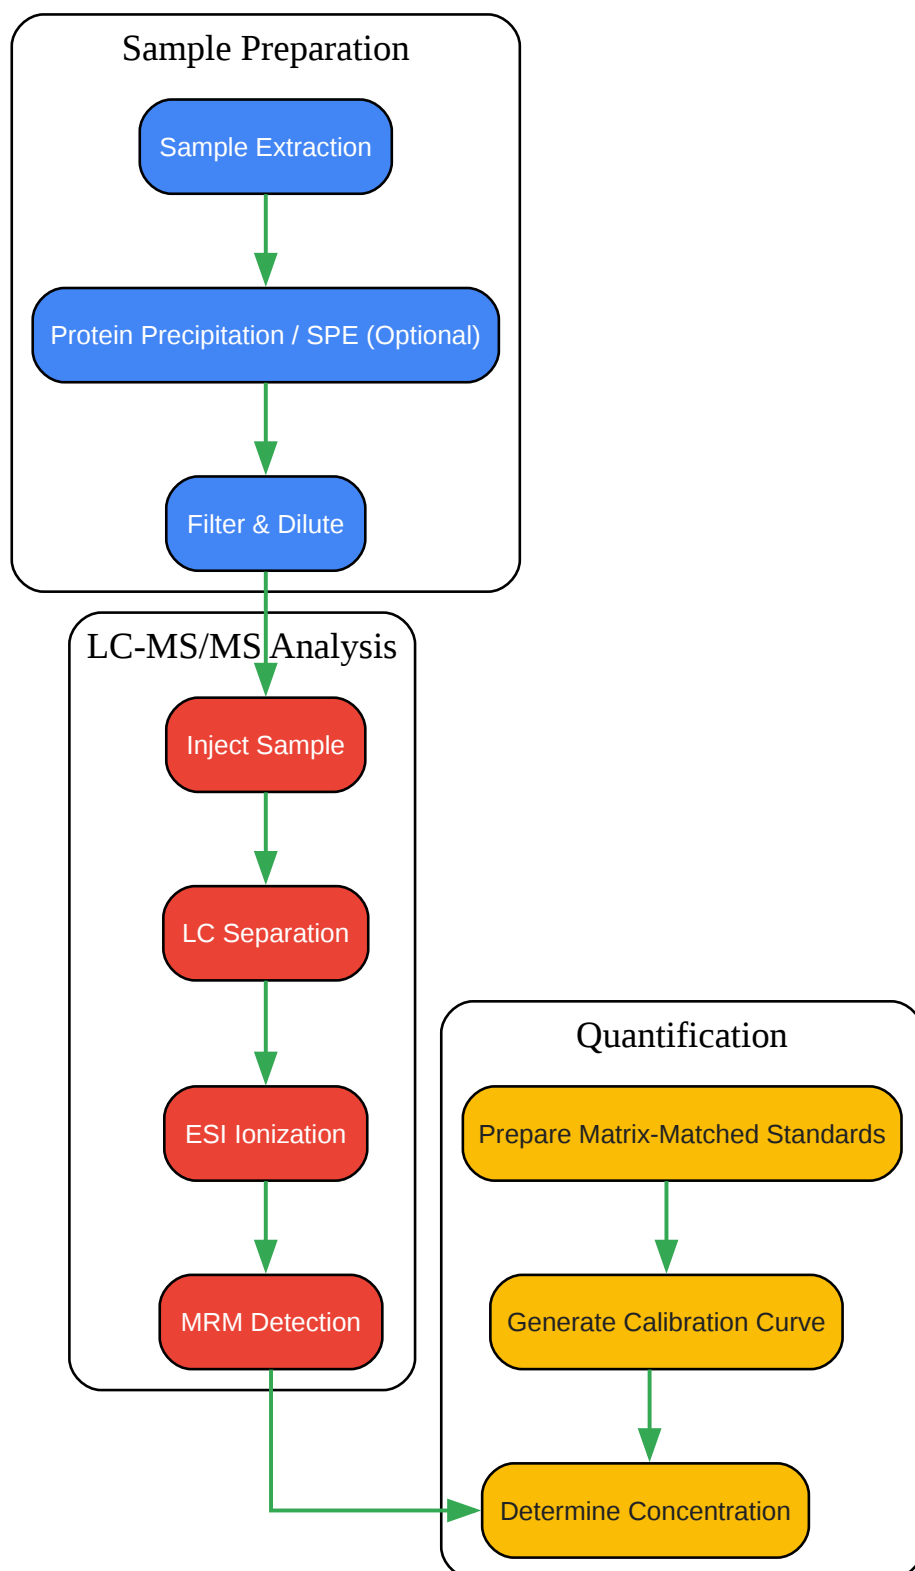 Sample Preparation
Sample Extraction
Protein Precipitation / SPE (Optional)
Filter & Dilute
LC-MS/MS Analysis
Inject Sample
LC Separation
ESI Ionization
MRM Detection
Quantification
Prepare Matrix-Matched Standards
Generate Calibration Curve
Determine Concentration